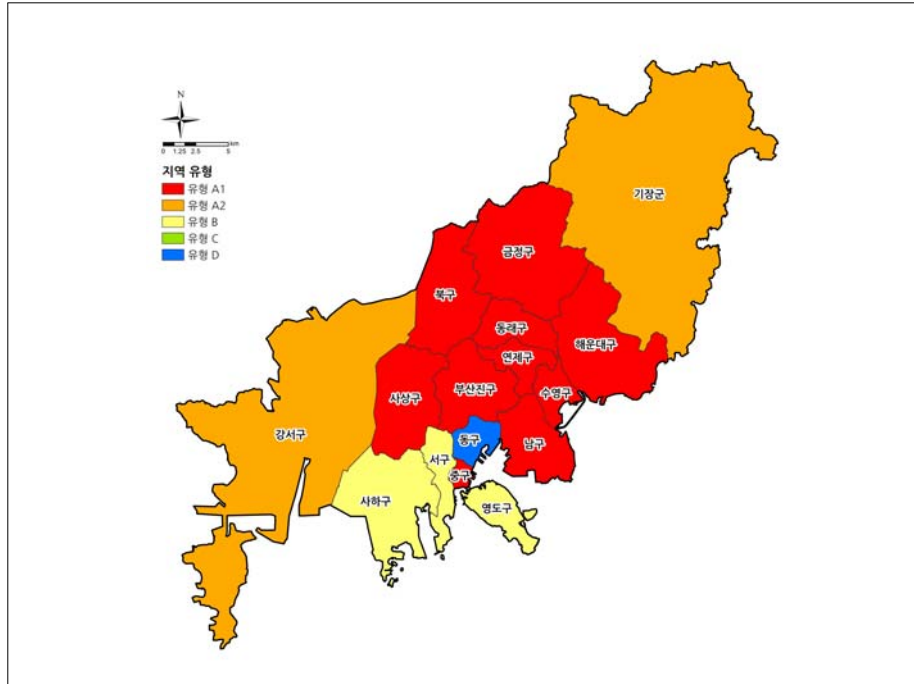 N
km
0 1.25 2.5 5
지역 유형
유형 A1
유형 A2
유형 B
유형 C
유형 D
기장군
금정구
북구
동래구
해운대구
연제구
부산진구
수영구
사상구
강서구
동구
남구
서구
중구
사하구
영도구